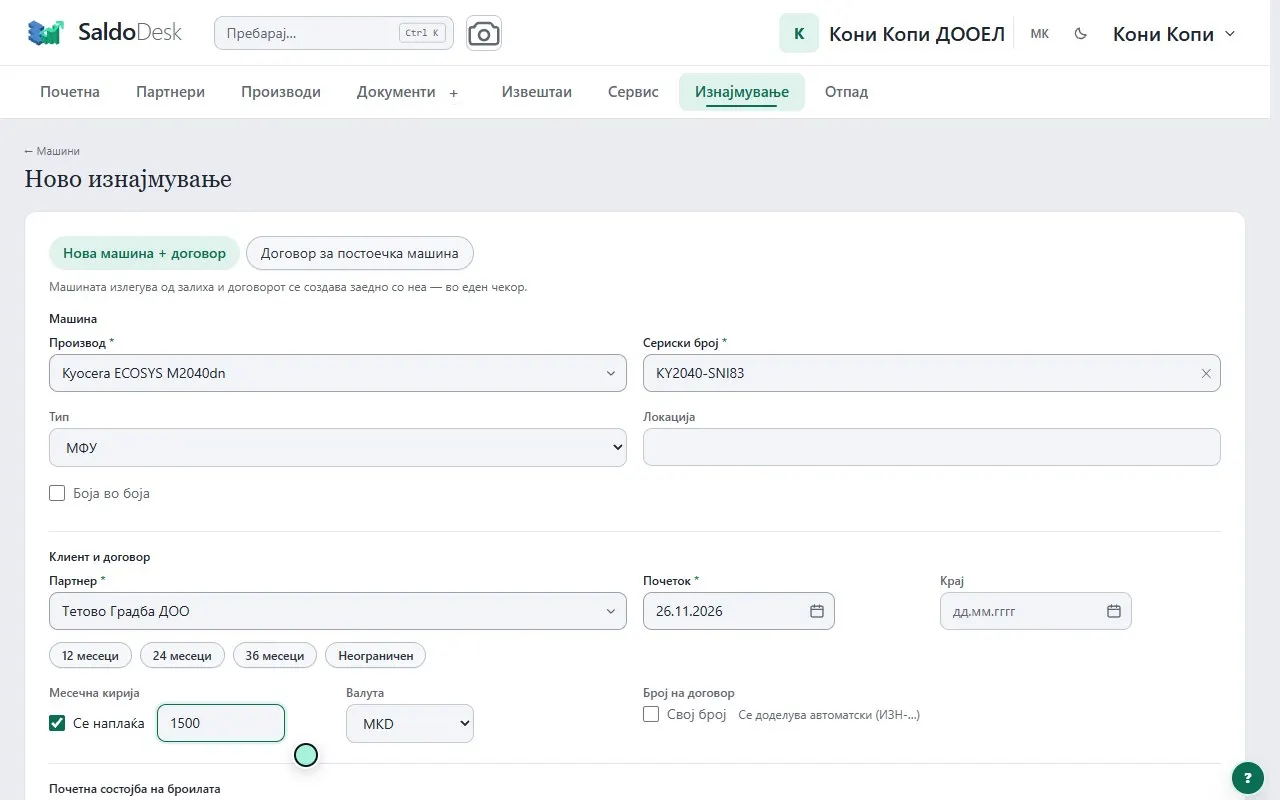 SaldoDesk
Пребарај... Ctrl K
К Кони Копи ДООЕЛ МК Кони Копи
Почетна Партнери Производи Документи + Извештаи Сервис Изнајмување Отпад
← Машини
Ново изнајмување
Нова машина + договор Договор за постоечка машина
Машината излегува од залиха и договорот се создава заедно со неа — во еден чекор.
Машина
Производ * Сериски број *
Kyocera ECOSYS M2040dn KY2040-SNI83
Тип Локација
МФУ
Боја во боја
Клиент и договор
Партнер * Почеток * Крај
Тетово Градба ДОО 26.11.2026 дд.мм.гггг
12 месеци 24 месеци 36 месеци Неограничен
Месечна кирија Валута Број на договор
Се наплаќа 1500 MKD Свој број Се доделува автоматски (ИЗН-...)
Почетна состојба на броилата
?